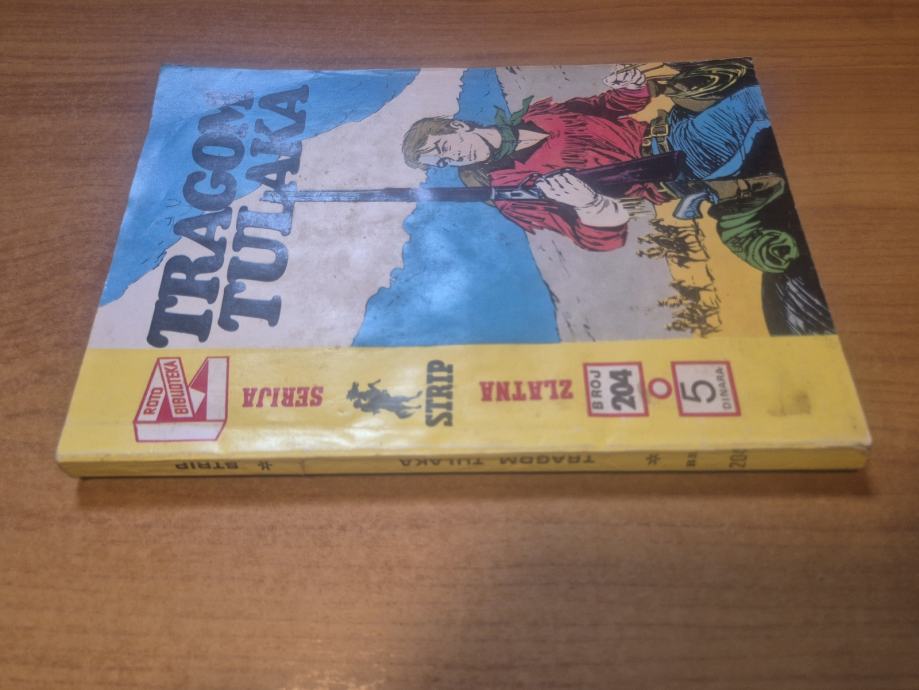 TRAGOM
TULAKA
ROTO
BIBLIOTEKA
ZLATNA
STRIP
SERIJA
BROJ
204
5
DINARA
* STRIP
TRAGOM TULAKA
*
204